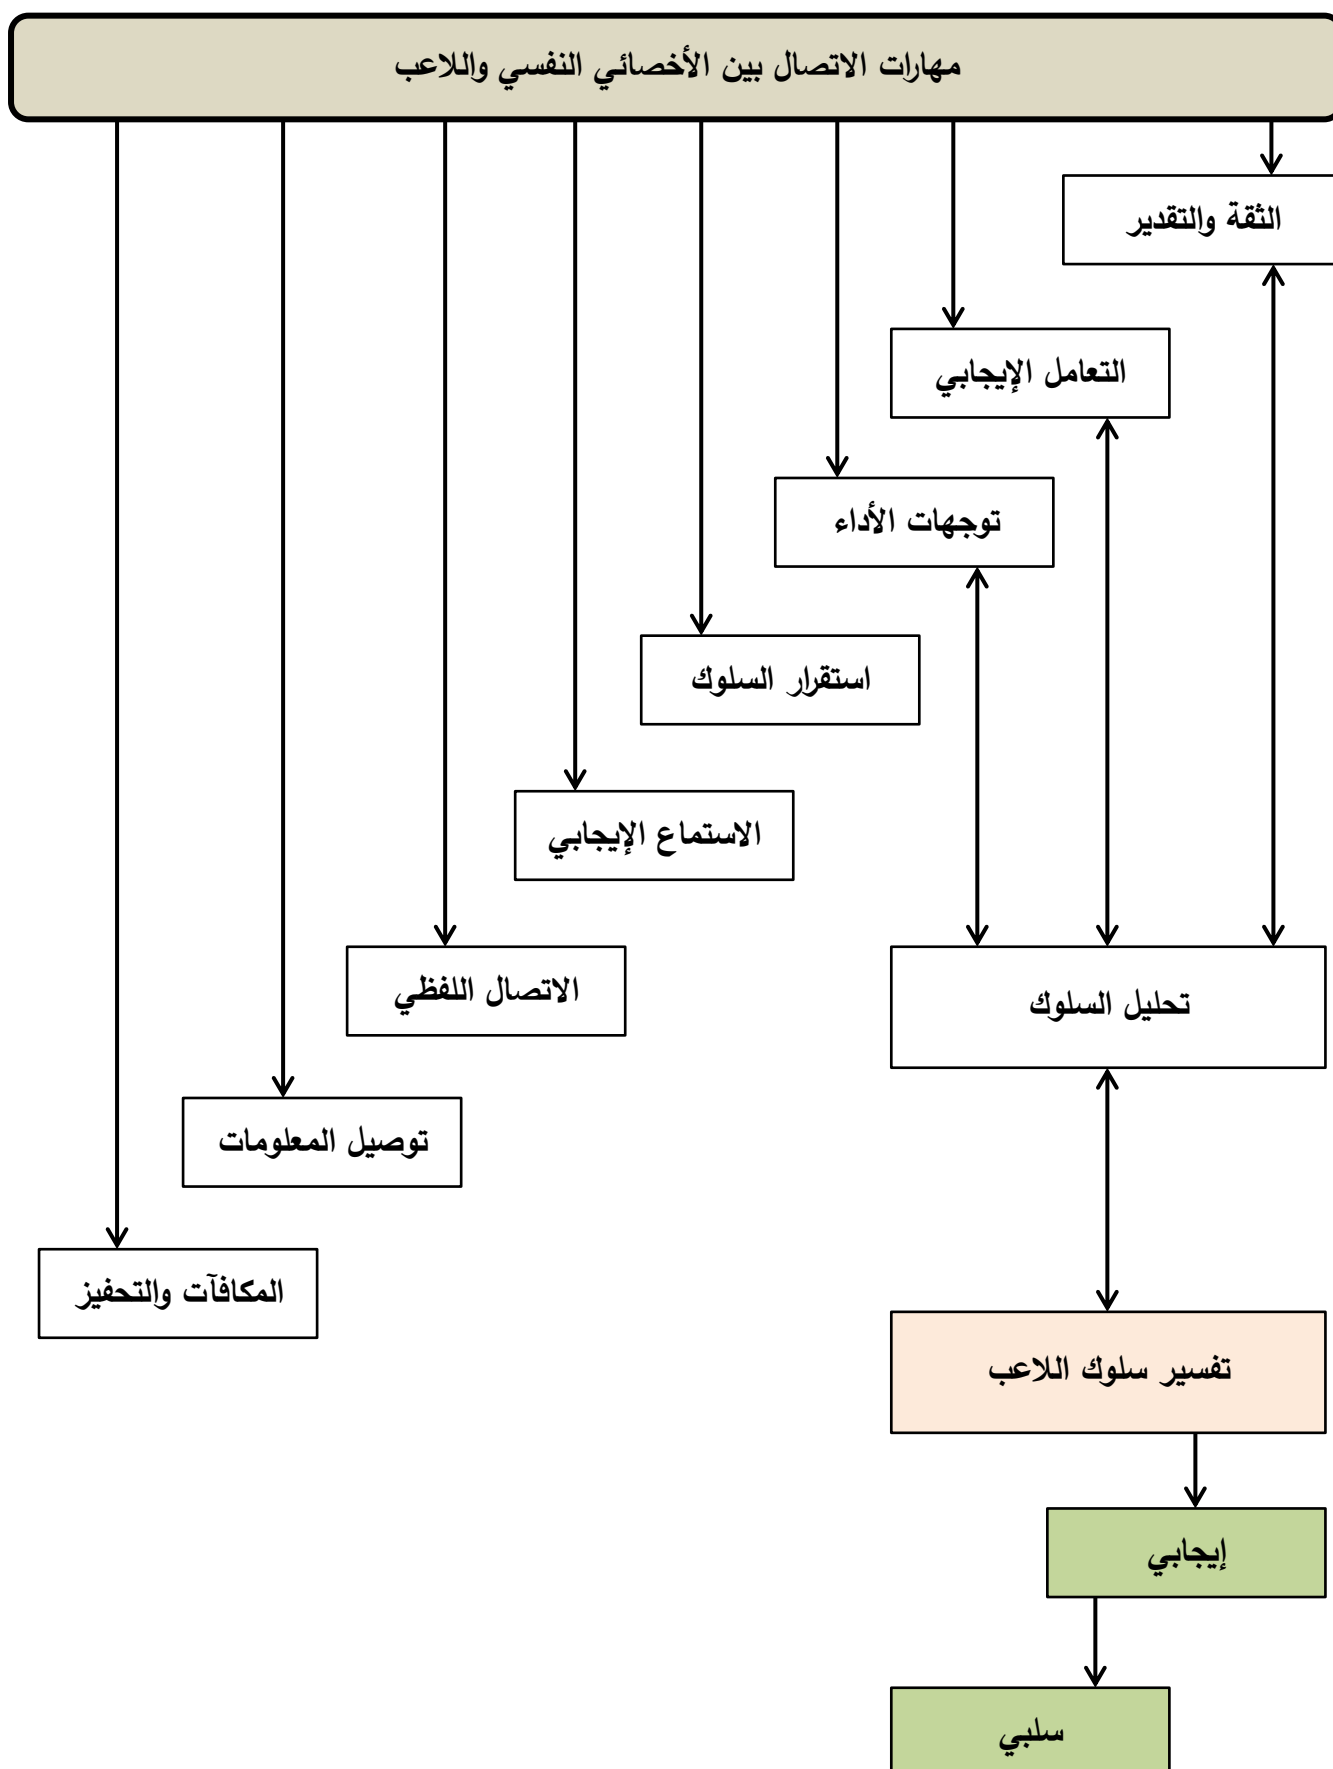 مهارات الاتصال بين الأخصائي النفسي واللاعب
الثقة والتقدير
التعامل الإيجابي
توجهات الأداء
استقرار السلوك
الاستماع الإيجابي
الاتصال اللفظي
تحليل السلوك
توصيل المعلومات
المكافآت والتحفيز
تفسير سلوك اللاعب
إيجابي
سلبي